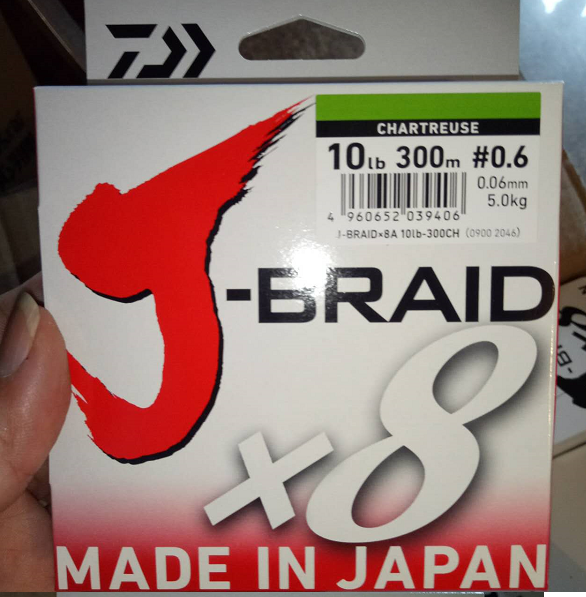 CHARTREUSE
10lb 300m #0.6
0.06mm
5.0kg
4 960652 039406
J-BRAID×8A 10lb-300CH (0900 2046)
J-BRAID
×8
MADE IN JAPAN